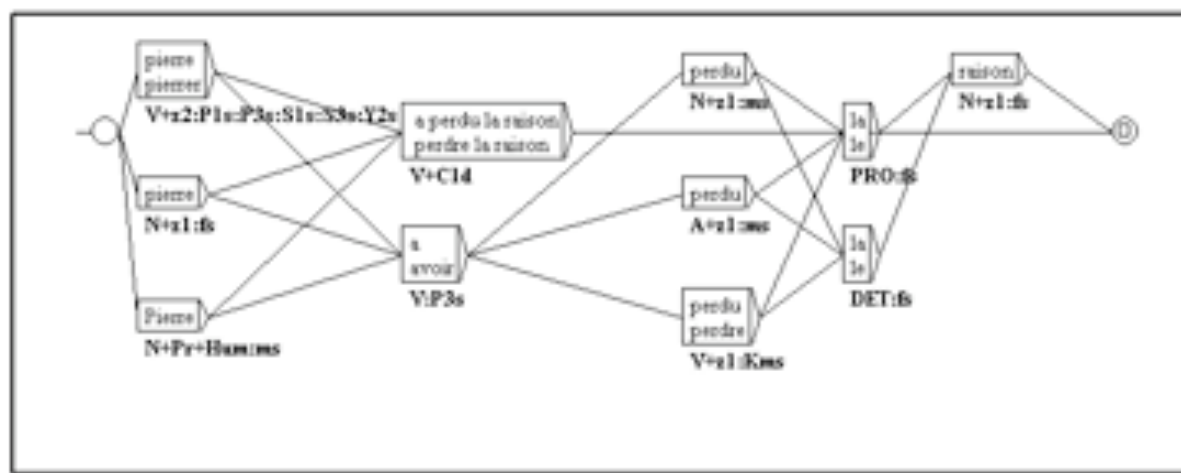 pierre
pierrer
V+z2:P1s:P3s:S1s:S3s:Y2s
pierre
N+z1:fs
Pierre
N+Pr+Hum:ms
a perdu la raison
perdre la raison
V+C1d
a
avoir
V:P3s
perdu
N+z1:ms
perdu
A+z1:ms
perdu
perdre
V+z1:Kms
la
le
PRO:fs
la
le
DET:fs
raison
N+z1:fs